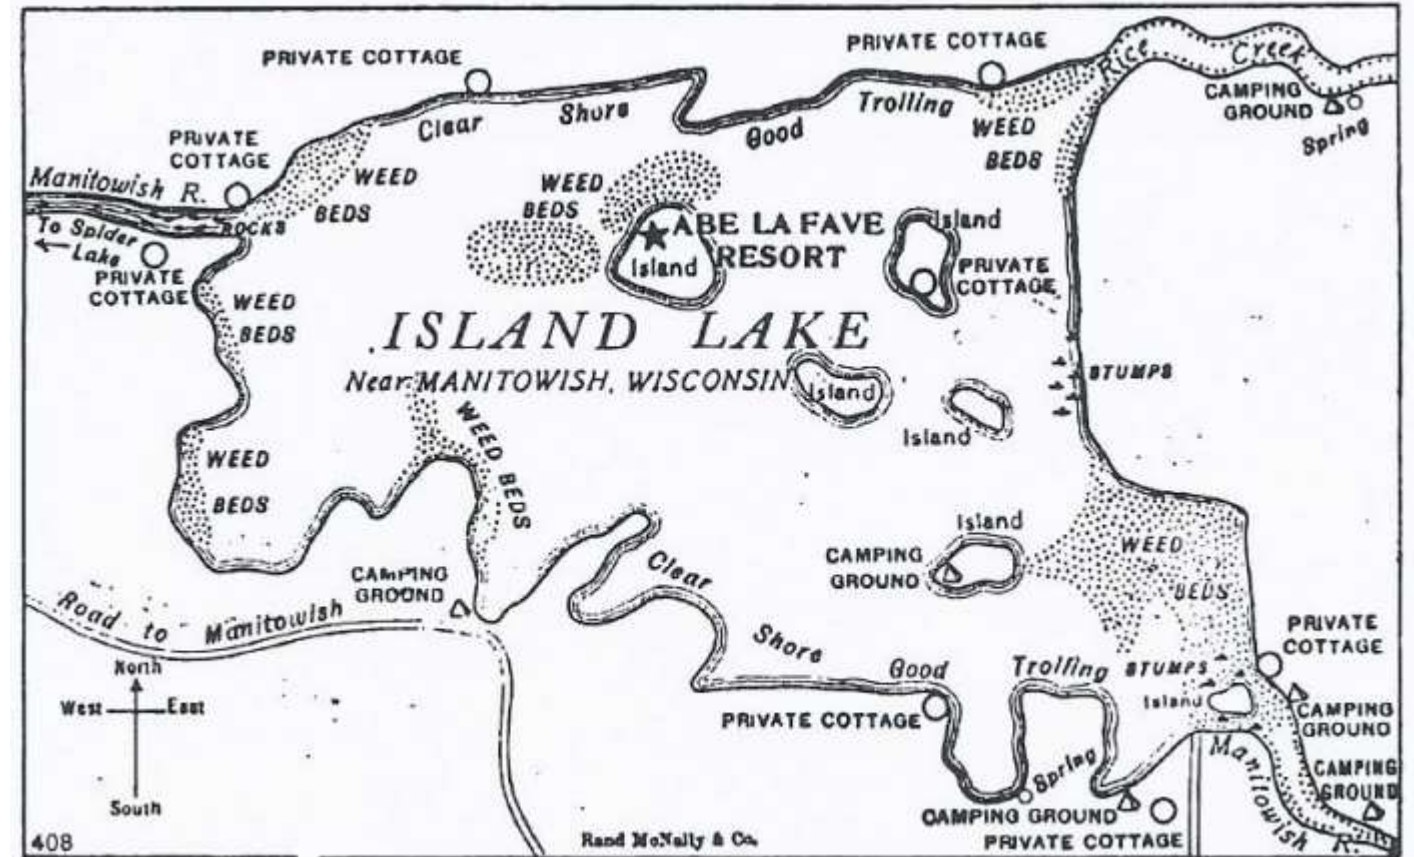 PRIVATE COTTAGE
PRIVATE COTTAGE
Rice Creek
CAMPING
GROUND
Spring
Clear Shore Good Trolling
PRIVATE
COTTAGE
WEED
BEDS
WEED
BEDS
WEED
BEDS
Manitowish R.
ROCKS
To Spider
Lake
PRIVATE
COTTAGE
ABE LA FAVE
RESORT
Island
Island
PRIVATE
COTTAGE
WEED
BEDS
ISLAND LAKE
Near MANITOWISH, WISCONSIN
Island
Island
STUMPS
WEED BEDS
WEED
BEDS
Island
CAMPING
GROUND
WEED
BEDS
CAMPING
GROUND
Road to Manitowish
Clear Shore Good Trolling
STUMPS
Island
PRIVATE
COTTAGE
CAMPING
GROUND
CAMPING
GROUND
Manitowish R.
PRIVATE COTTAGE
Spring
CAMPING GROUND
PRIVATE COTTAGE
North
West East
South
408
Rand McNally & Co.